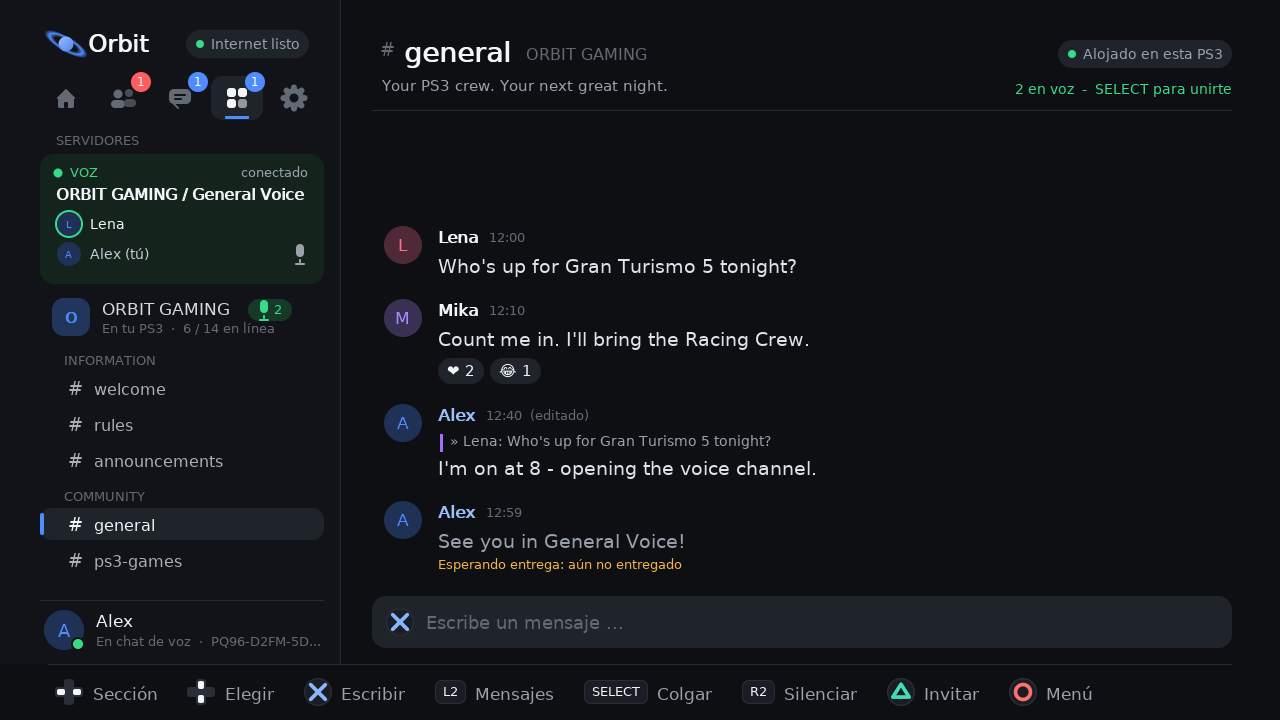 Orbit
Internet listo
1
1
1
SERVIDORES
VOZ
conectado
ORBIT GAMING / General Voice
L
Lena
A
Alex (tú)
O
ORBIT GAMING
2
En tu PS3 · 6 / 14 en línea
INFORMATION
# welcome
# rules
# announcements
COMMUNITY
# general
# ps3-games
A
Alex
En chat de voz · PQ96-D2FM-5D...
# general
ORBIT GAMING
Alojado en esta PS3
Your PS3 crew. Your next great night.
2 en voz - SELECT para unirte
L
Lena 12:00
Who's up for Gran Turismo 5 tonight?
M
Mika 12:10
Count me in. I'll bring the Racing Crew.
❤ 2
😂 1
A
Alex 12:40 (editado)
» Lena: Who's up for Gran Turismo 5 tonight?
I'm on at 8 - opening the voice channel.
A
Alex 12:59
See you in General Voice!
Esperando entrega: aún no entregado
Escribe un mensaje ...
Sección
Elegir
Escribir
L2 Mensajes
SELECT Colgar
R2 Silenciar
Invitar
Menú